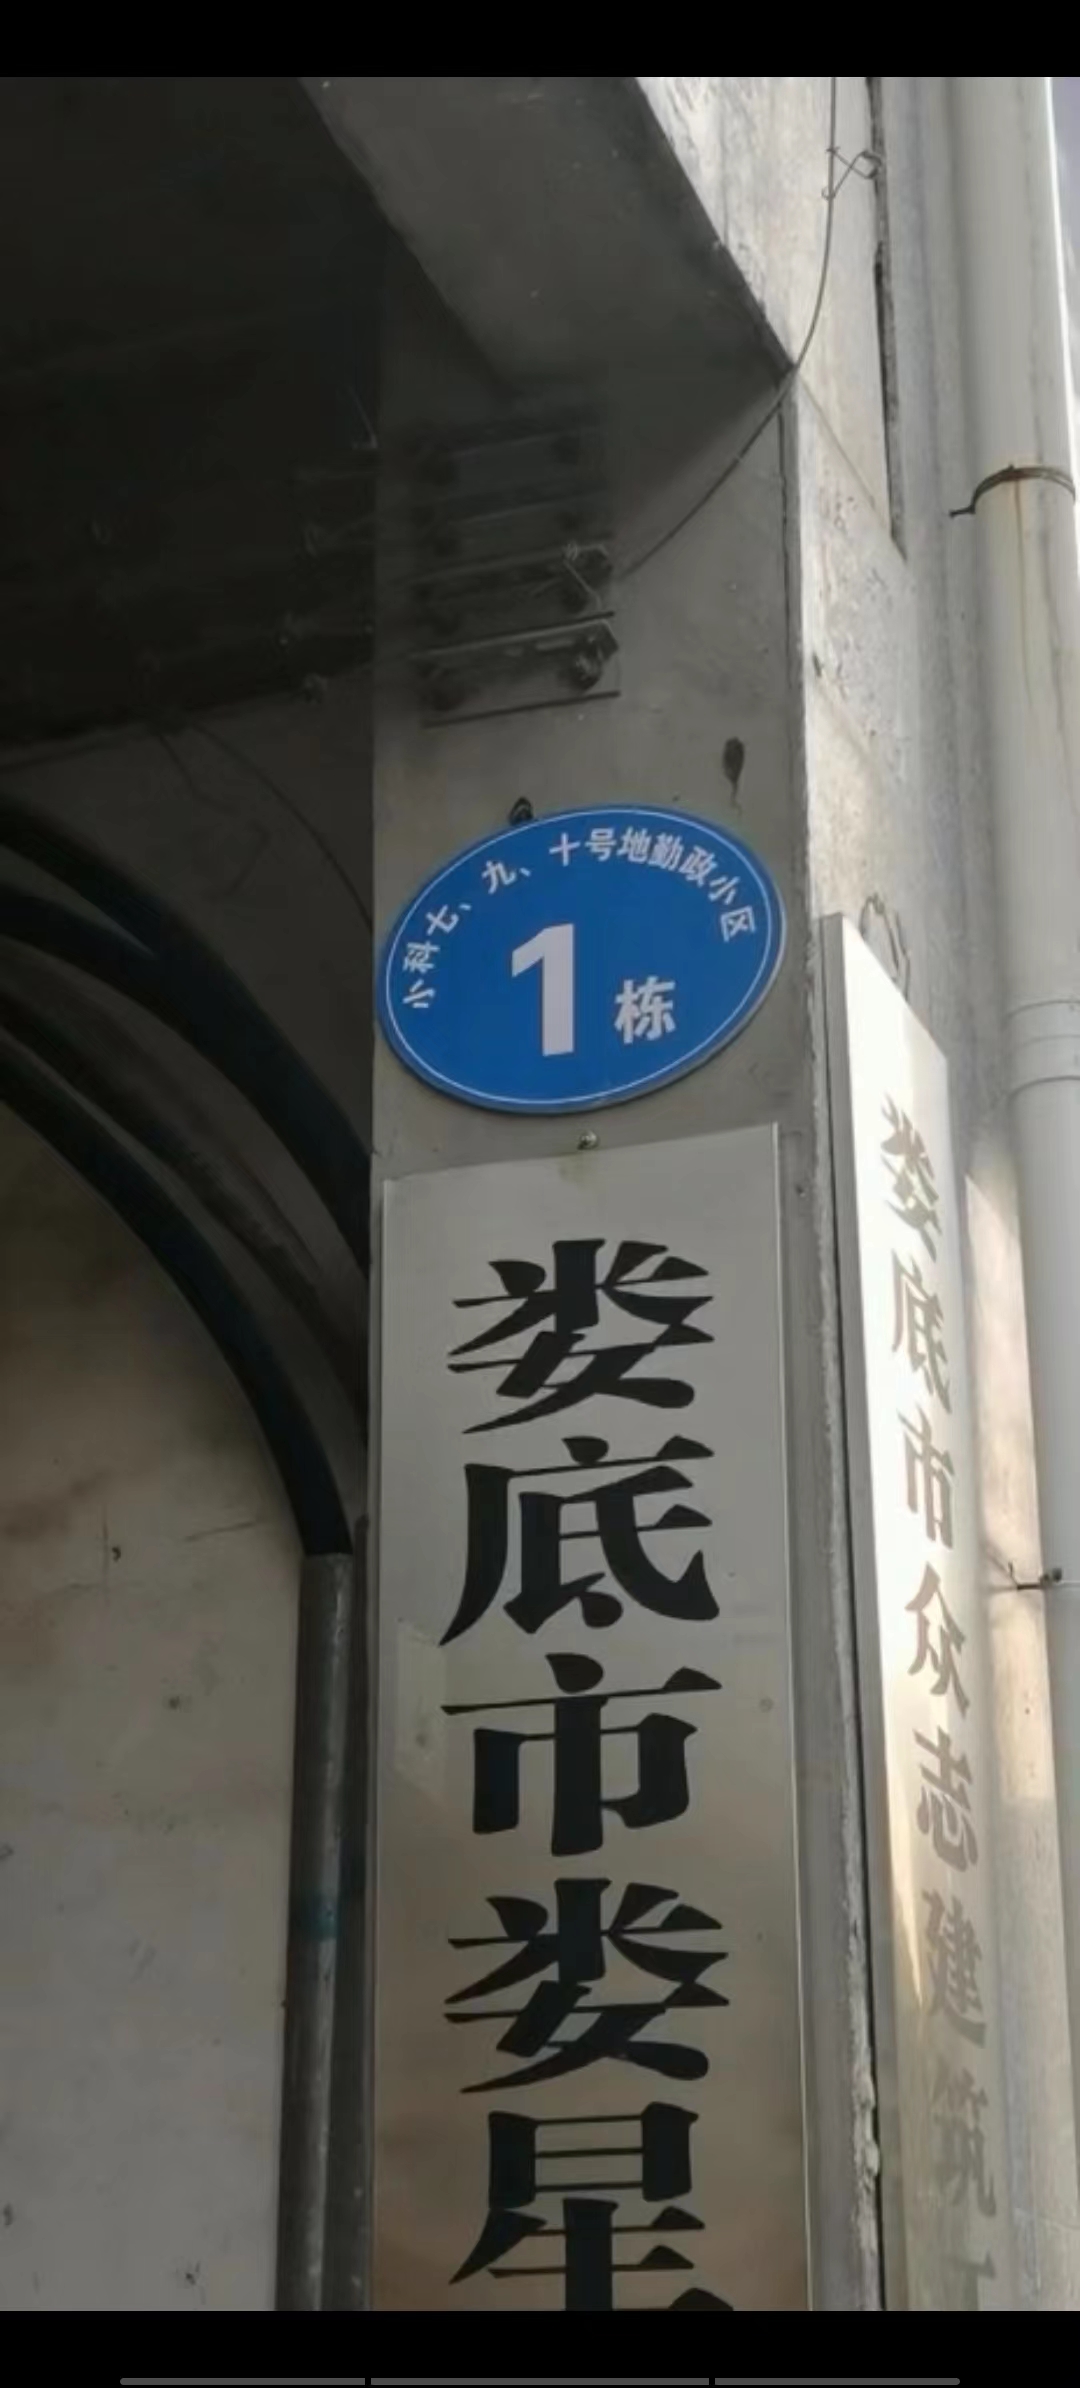 小科七、九、十号地勤政小区
1栋
娄底市娄星
娄底市众志建筑工